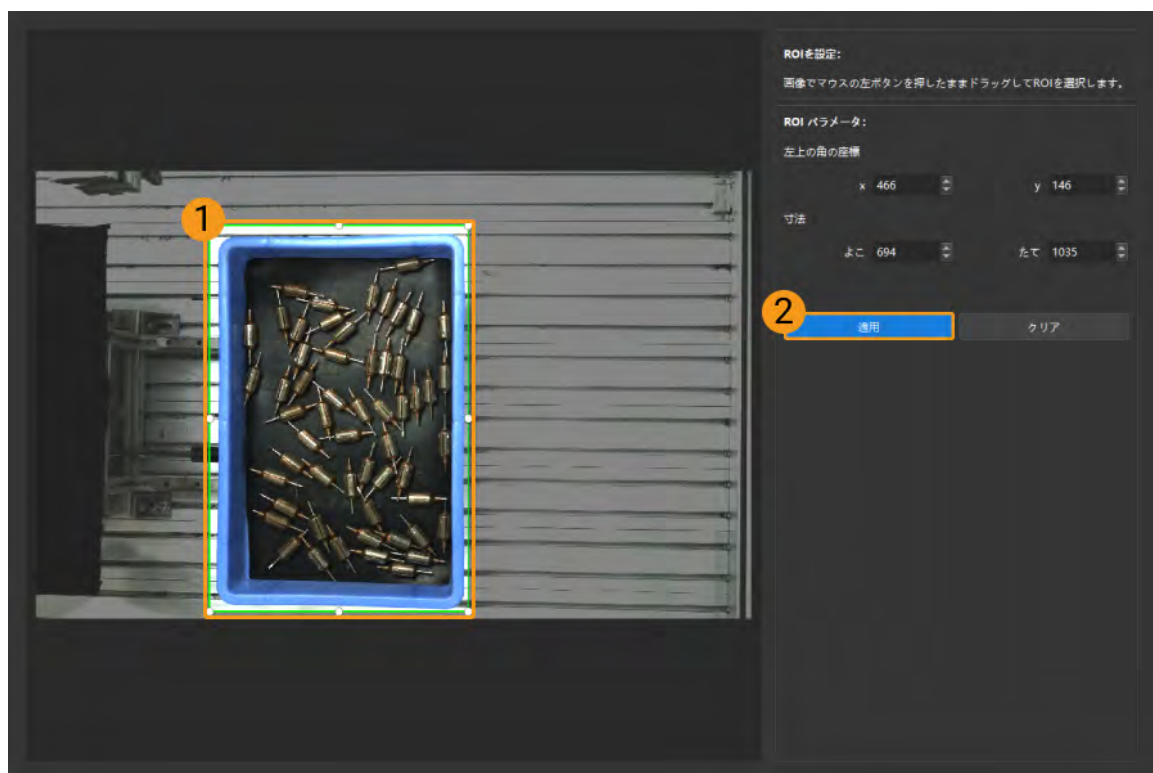 ROIを設定:
画像でマウスの左ボタンを押したままドラッグしてROIを選択します。
ROI パラメータ:
左上の角の座標
x 466 y 146
寸法
よこ 694 たて 1035
1
2
適用 クリア